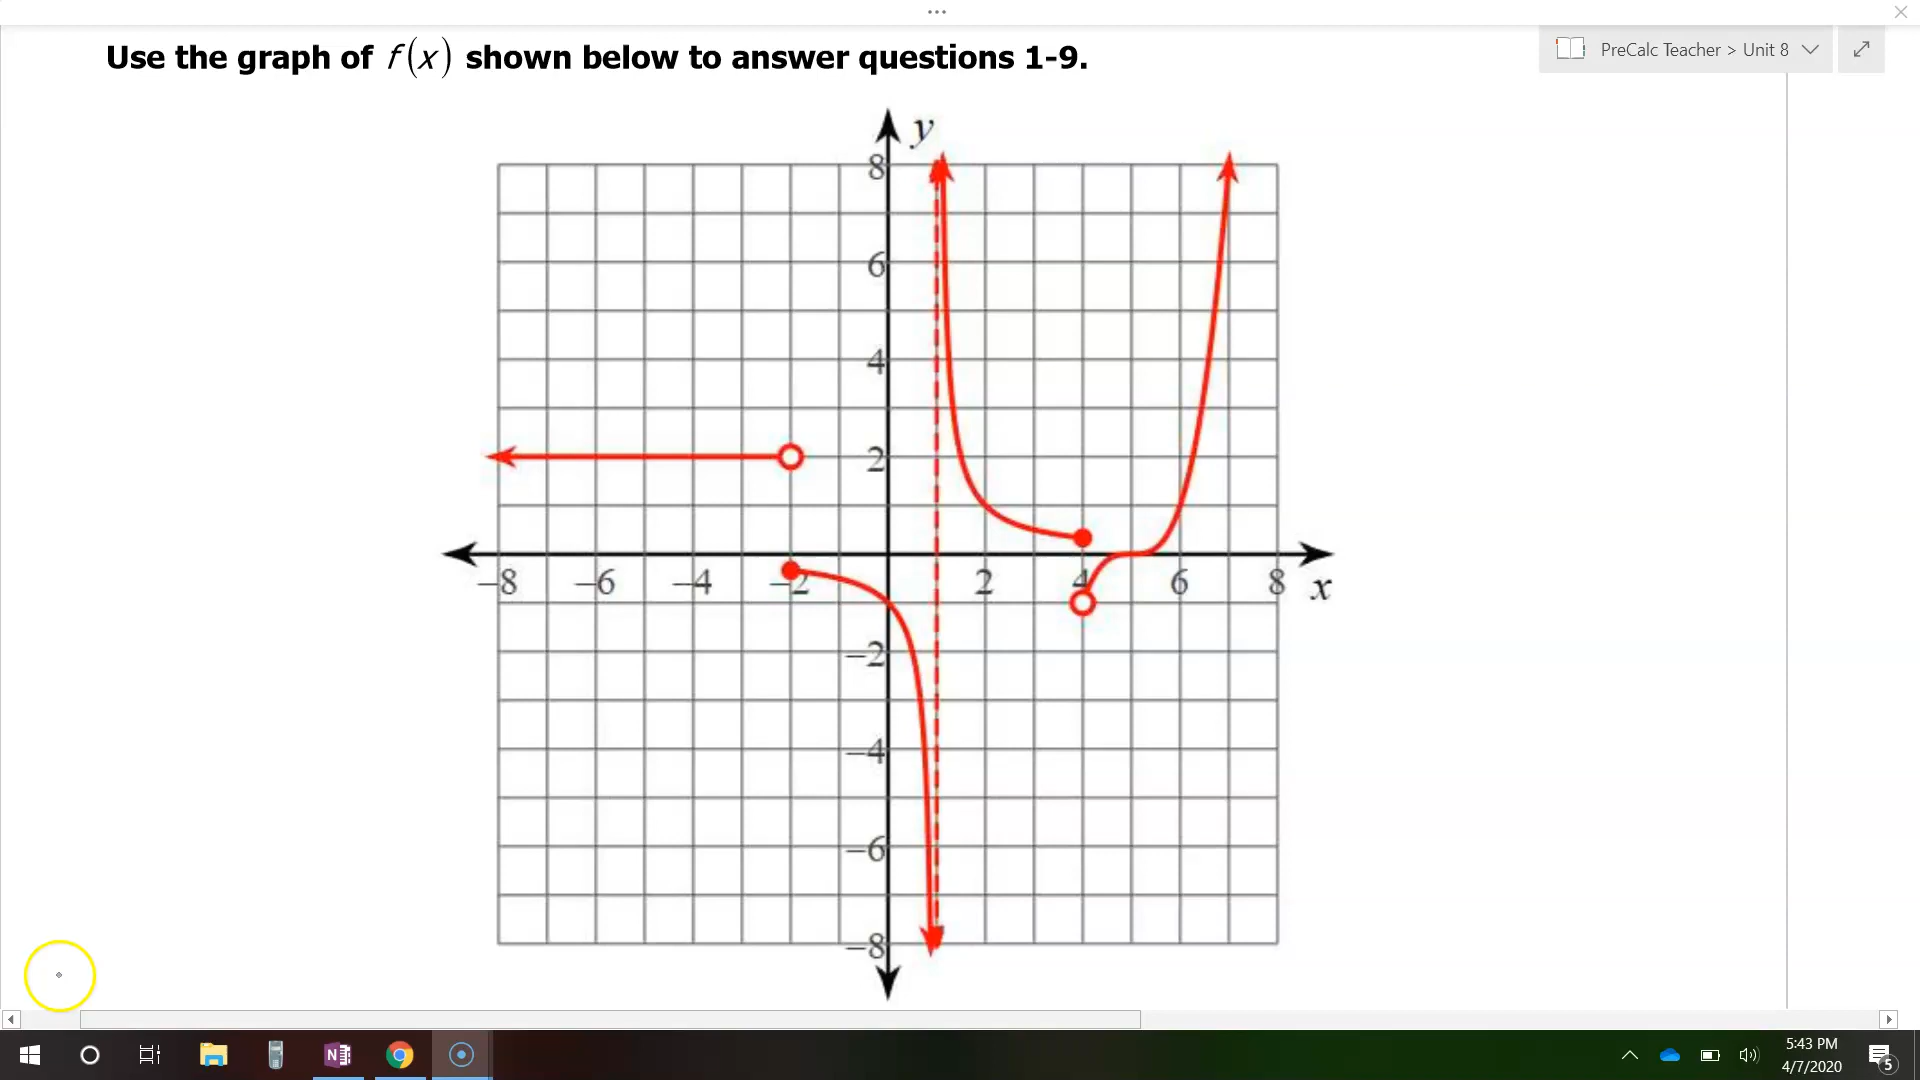 ...
Use the graph of f(x) shown below to answer questions 1-9.
PreCalc Teacher > Unit 8
y
8
6
4
2
−8 −6 −4 −2 2 4 6 8
x
−2
−4
−6
−8
N
5:43 PM
4/7/2020
5